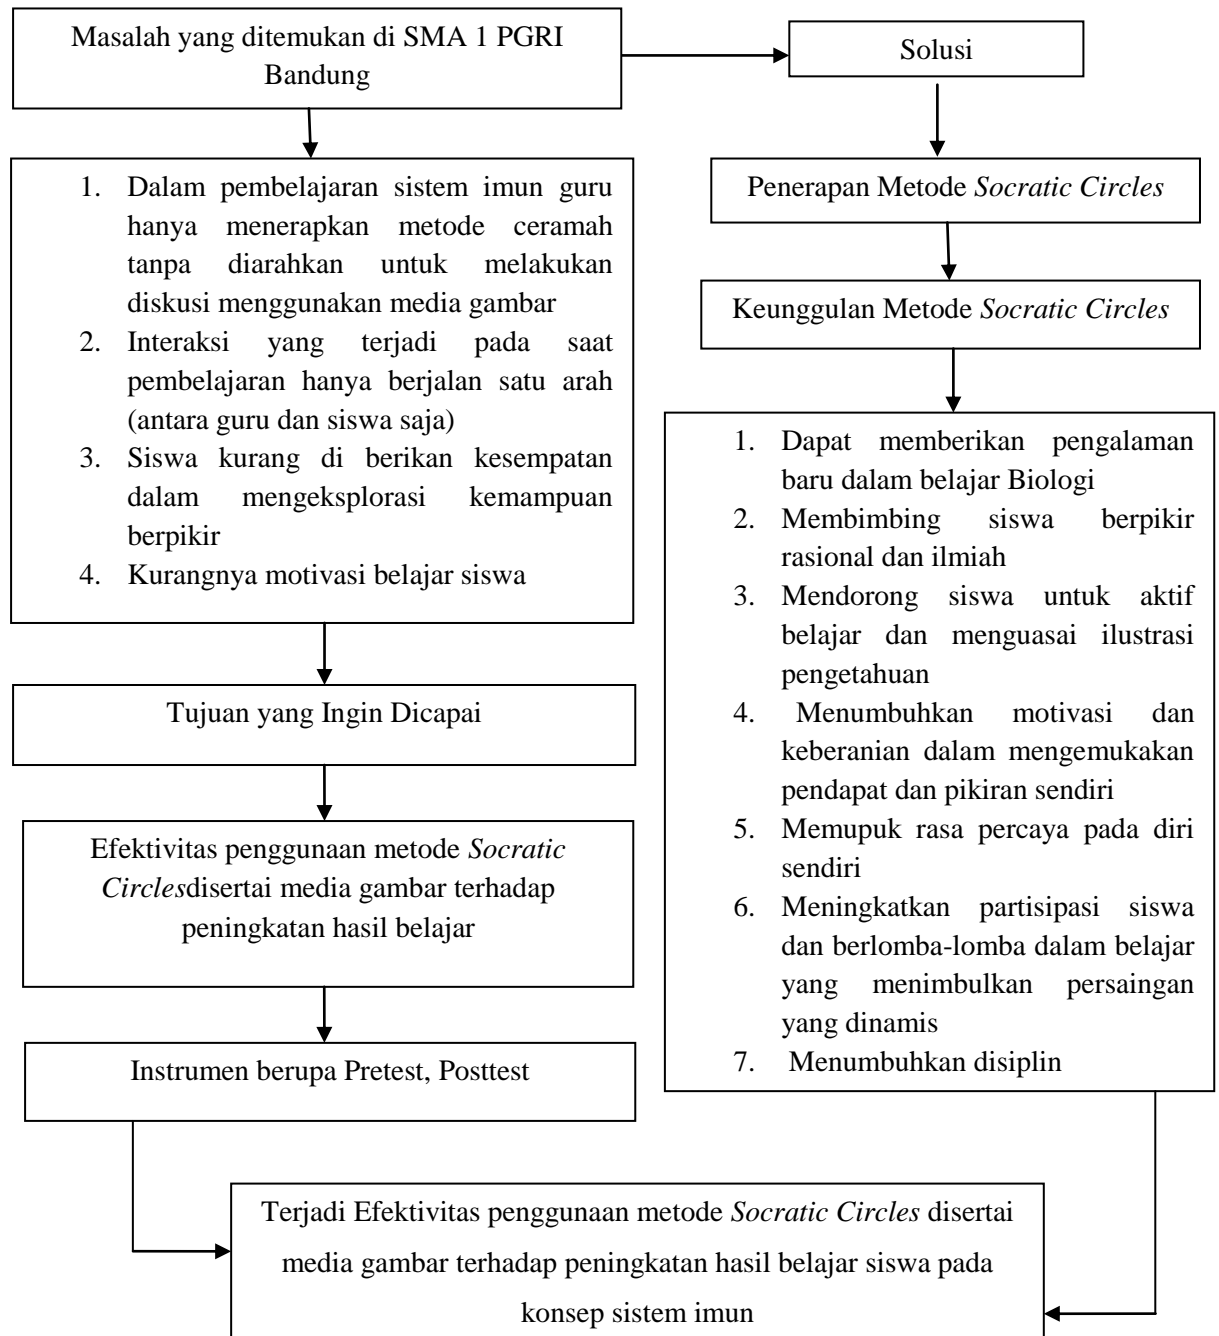 Masalah yang ditemukan di SMA 1 PGRI
Bandung
Solusi
1. Dalam pembelajaran sistem imun guru
hanya menerapkan metode ceramah
tanpa diarahkan untuk melakukan
diskusi menggunakan media gambar
2. Interaksi yang terjadi pada saat
pembelajaran hanya berjalan satu arah
(antara guru dan siswa saja)
3. Siswa kurang di berikan kesempatan
dalam mengeksplorasi kemampuan
berpikir
4. Kurangnya motivasi belajar siswa
Tujuan yang Ingin Dicapai
Efektivitas penggunaan metode Socratic
Circlesdisertai media gambar terhadap
peningkatan hasil belajar
Instrumen berupa Pretest, Posttest
Penerapan Metode Socratic Circles
Keunggulan Metode Socratic Circles
1. Dapat memberikan pengalaman
baru dalam belajar Biologi
2. Membimbing siswa berpikir
rasional dan ilmiah
3. Mendorong siswa untuk aktif
belajar dan menguasai ilustrasi
pengetahuan
4. Menumbuhkan motivasi dan
keberanian dalam mengemukakan
pendapat dan pikiran sendiri
5. Memupuk rasa percaya pada diri
sendiri
6. Meningkatkan partisipasi siswa
dan berlomba-lomba dalam belajar
yang menimbulkan persaingan
yang dinamis
7. Menumbuhkan disiplin
Terjadi Efektivitas penggunaan metode Socratic Circles disertai
media gambar terhadap peningkatan hasil belajar siswa pada
konsep sistem imun